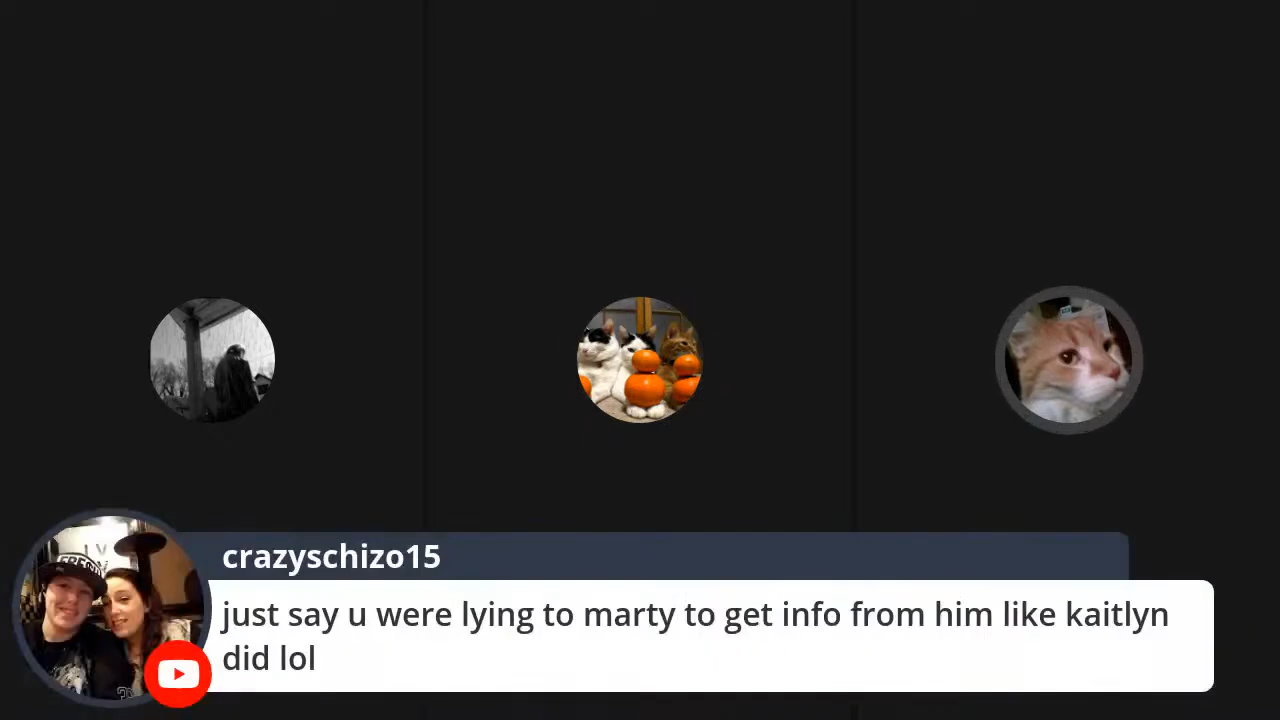 crazyschizo15
just say u were lying to marty to get info from him like kaitlyn
did lol